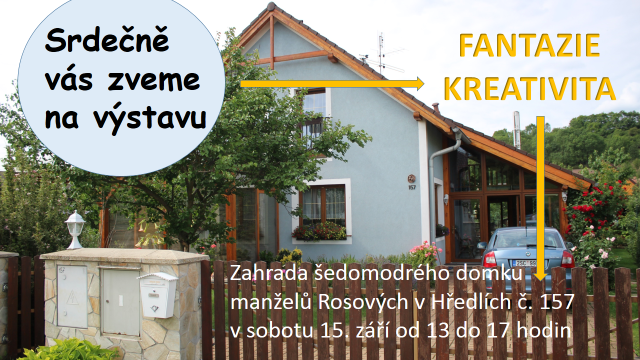 Srdečně
vás zveme
na výstavu
FANTAZIE
KREATIVITA
157
Zahrada šedomodrého domku
manželů Rosových v Hředlích č. 157
v sobotu 15. září od 13 do 17 hodin